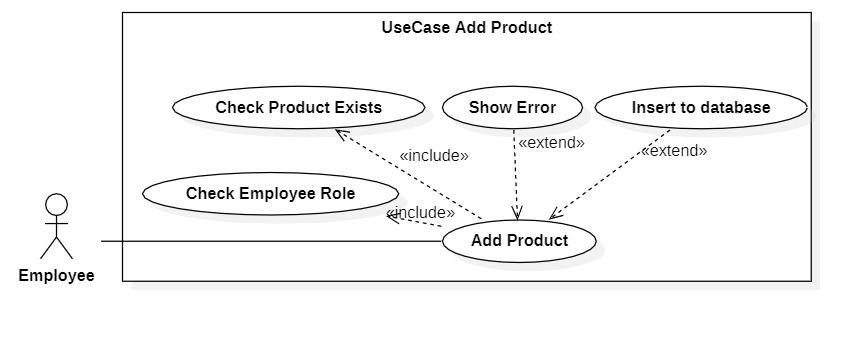 UseCase Add Product
Check Product Exists
Show Error
Insert to database
«include»
«extend»
«extend»
Check Employee Role
«include»
Add Product
Employee